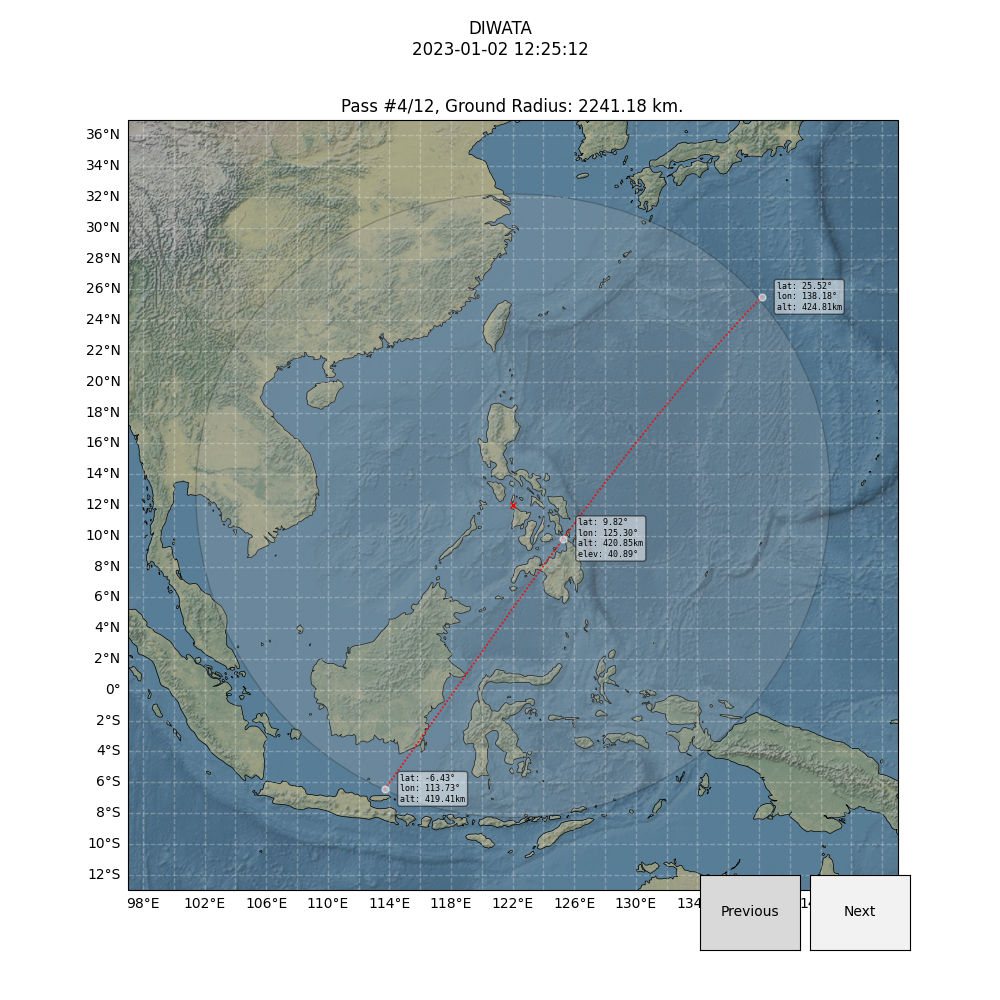 DIWATA
2023-01-02 12:25:12
Pass #4/12, Ground Radius: 2241.18 km.
36°N
34°N
32°N
30°N
28°N
26°N
24°N
22°N
20°N
18°N
16°N
14°N
12°N
10°N
8°N
6°N
4°N
2°N
0°
2°S
4°S
6°S
8°S
10°S
12°S
lat: 25.52°
lon: 138.18°
alt: 424.81km
lat: 9.82°
lon: 125.30°
alt: 420.85km
elev: 40.89°
lat: -6.43°
lon: 113.73°
alt: 419.41km
98°E 102°E 106°E 110°E 114°E 118°E 122°E 126°E 130°E
Previous
Next